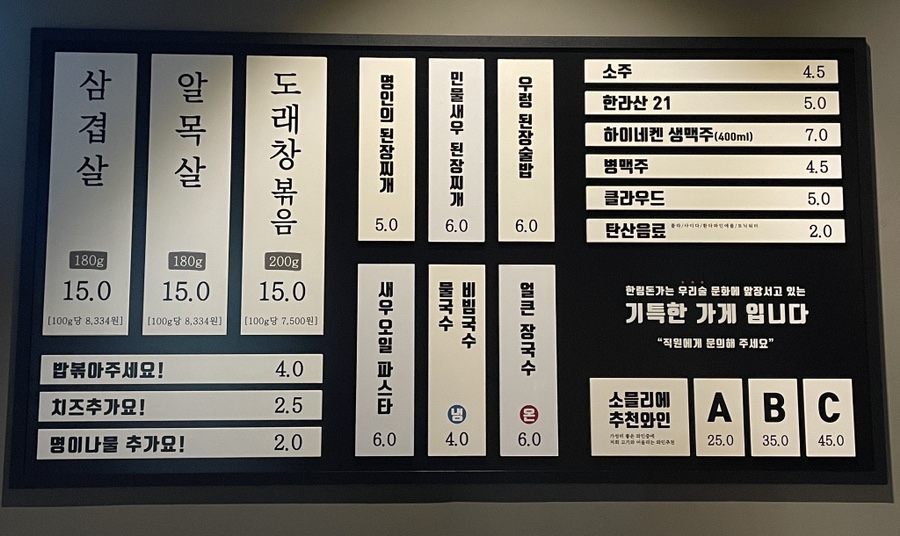 삼겹살
180g
15.0
[100g당 8,334원]
알목살
180g
15.0
[100g당 8,334원]
도래창볶음
200g
15.0
[100g당 7,500원]
밥볶아주세요! 4.0
치즈추가요! 2.5
명이나물 추가요! 2.0
명인의 된장찌개
5.0
민물새우 된장찌개
6.0
우렁 된장술밥
6.0
새우오일 파스타
6.0
비빔국수
물국수
냉
4.0
얼큰 장국수
온
6.0
소주 4.5
한라산 21 5.0
하이네켄 생맥주(400ml) 7.0
병맥주 4.5
클라우드 5.0
탄산음료 2.0
한림돈가는 우리술 문화에 앞장서고 있는
기특한 가게 입니다
“직원에게 문의해 주세요”
소믈리에
추천와인
A
25.0
B
35.0
C
45.0